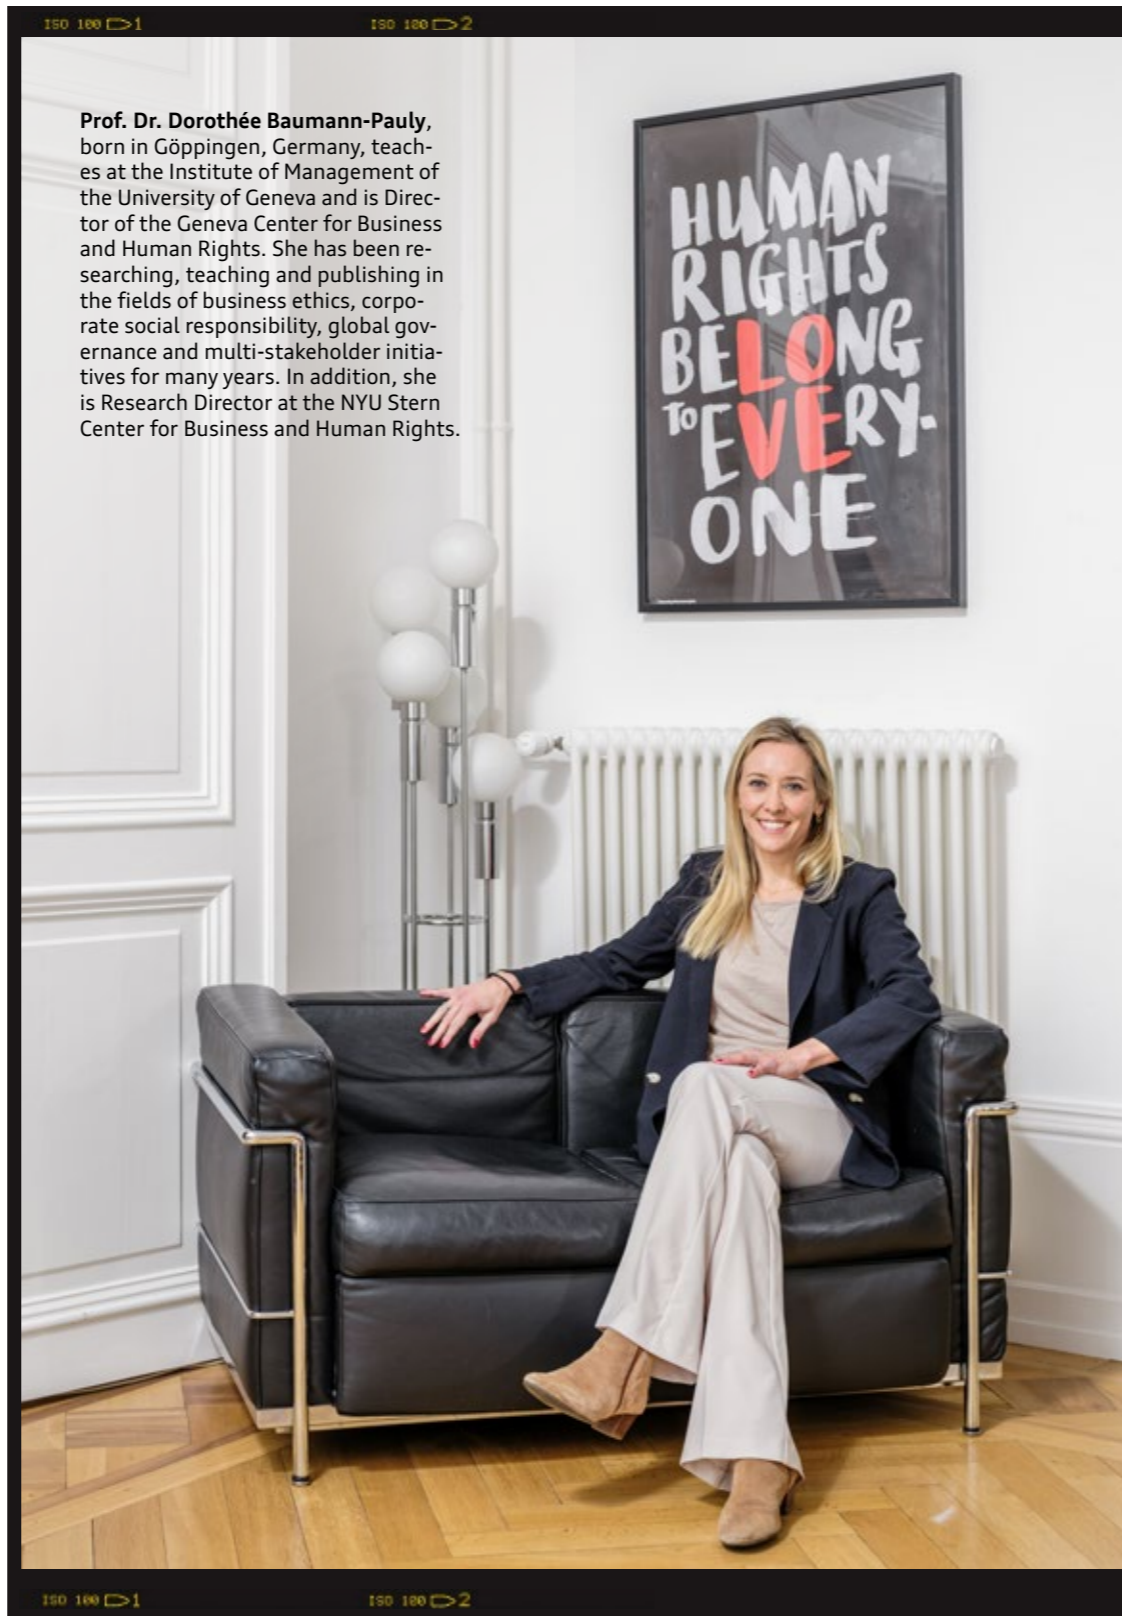 ISO 100 1
ISO 100 2
Prof. Dr. Dorothée Baumann-Pauly,
born in Göppingen, Germany, teach-
es at the Institute of Management of
the University of Geneva and is Direc-
tor of the Geneva Center for Business
and Human Rights. She has been re-
searching, teaching and publishing in
the fields of business ethics, corpo-
rate social responsibility, global gov-
ernance and multi-stakeholder initia-
tives for many years. In addition, she
is Research Director at the NYU Stern
Center for Business and Human Rights.
HUMAN
RIGHTS
BELONG
TO EVERY-
ONE
ISO 100 1
ISO 100 2